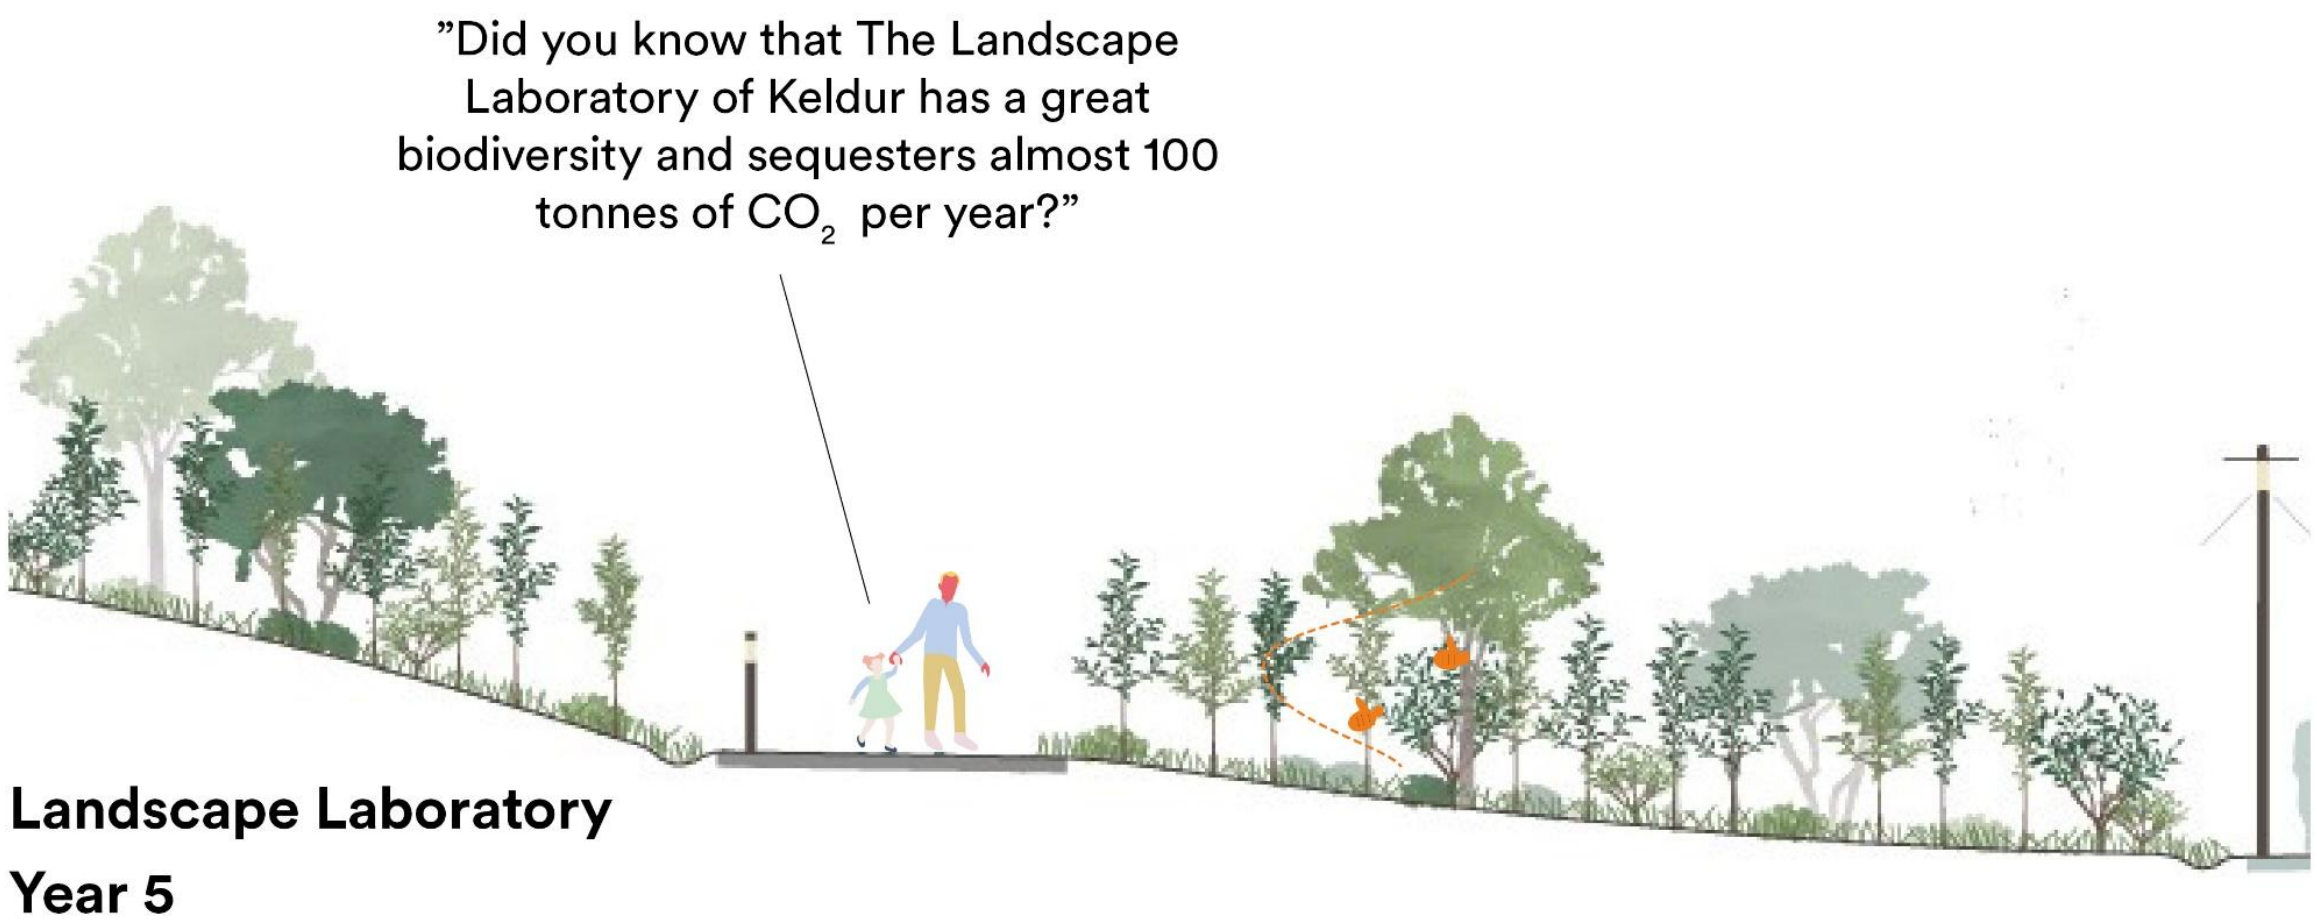 ”Did you know that The Landscape
Laboratory of Keldur has a great
biodiversity and sequesters almost 100
tonnes of CO₂ per year?”
Landscape Laboratory
Year 5